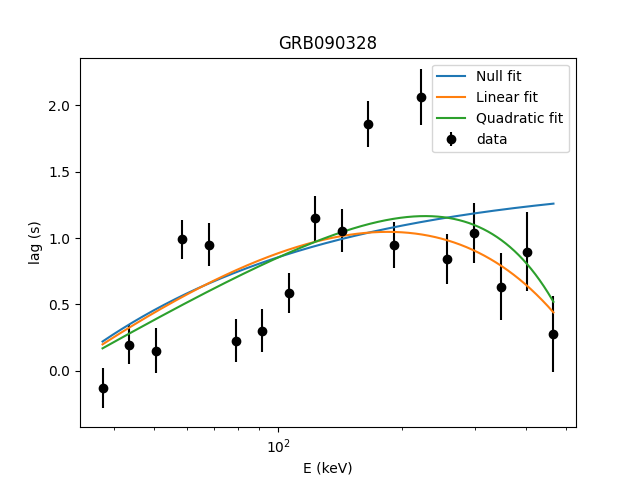 GRB090328
Null fit
Linear fit
Quadratic fit
data
lag (s)
2.0
1.5
1.0
0.5
0.0
10²
E (keV)